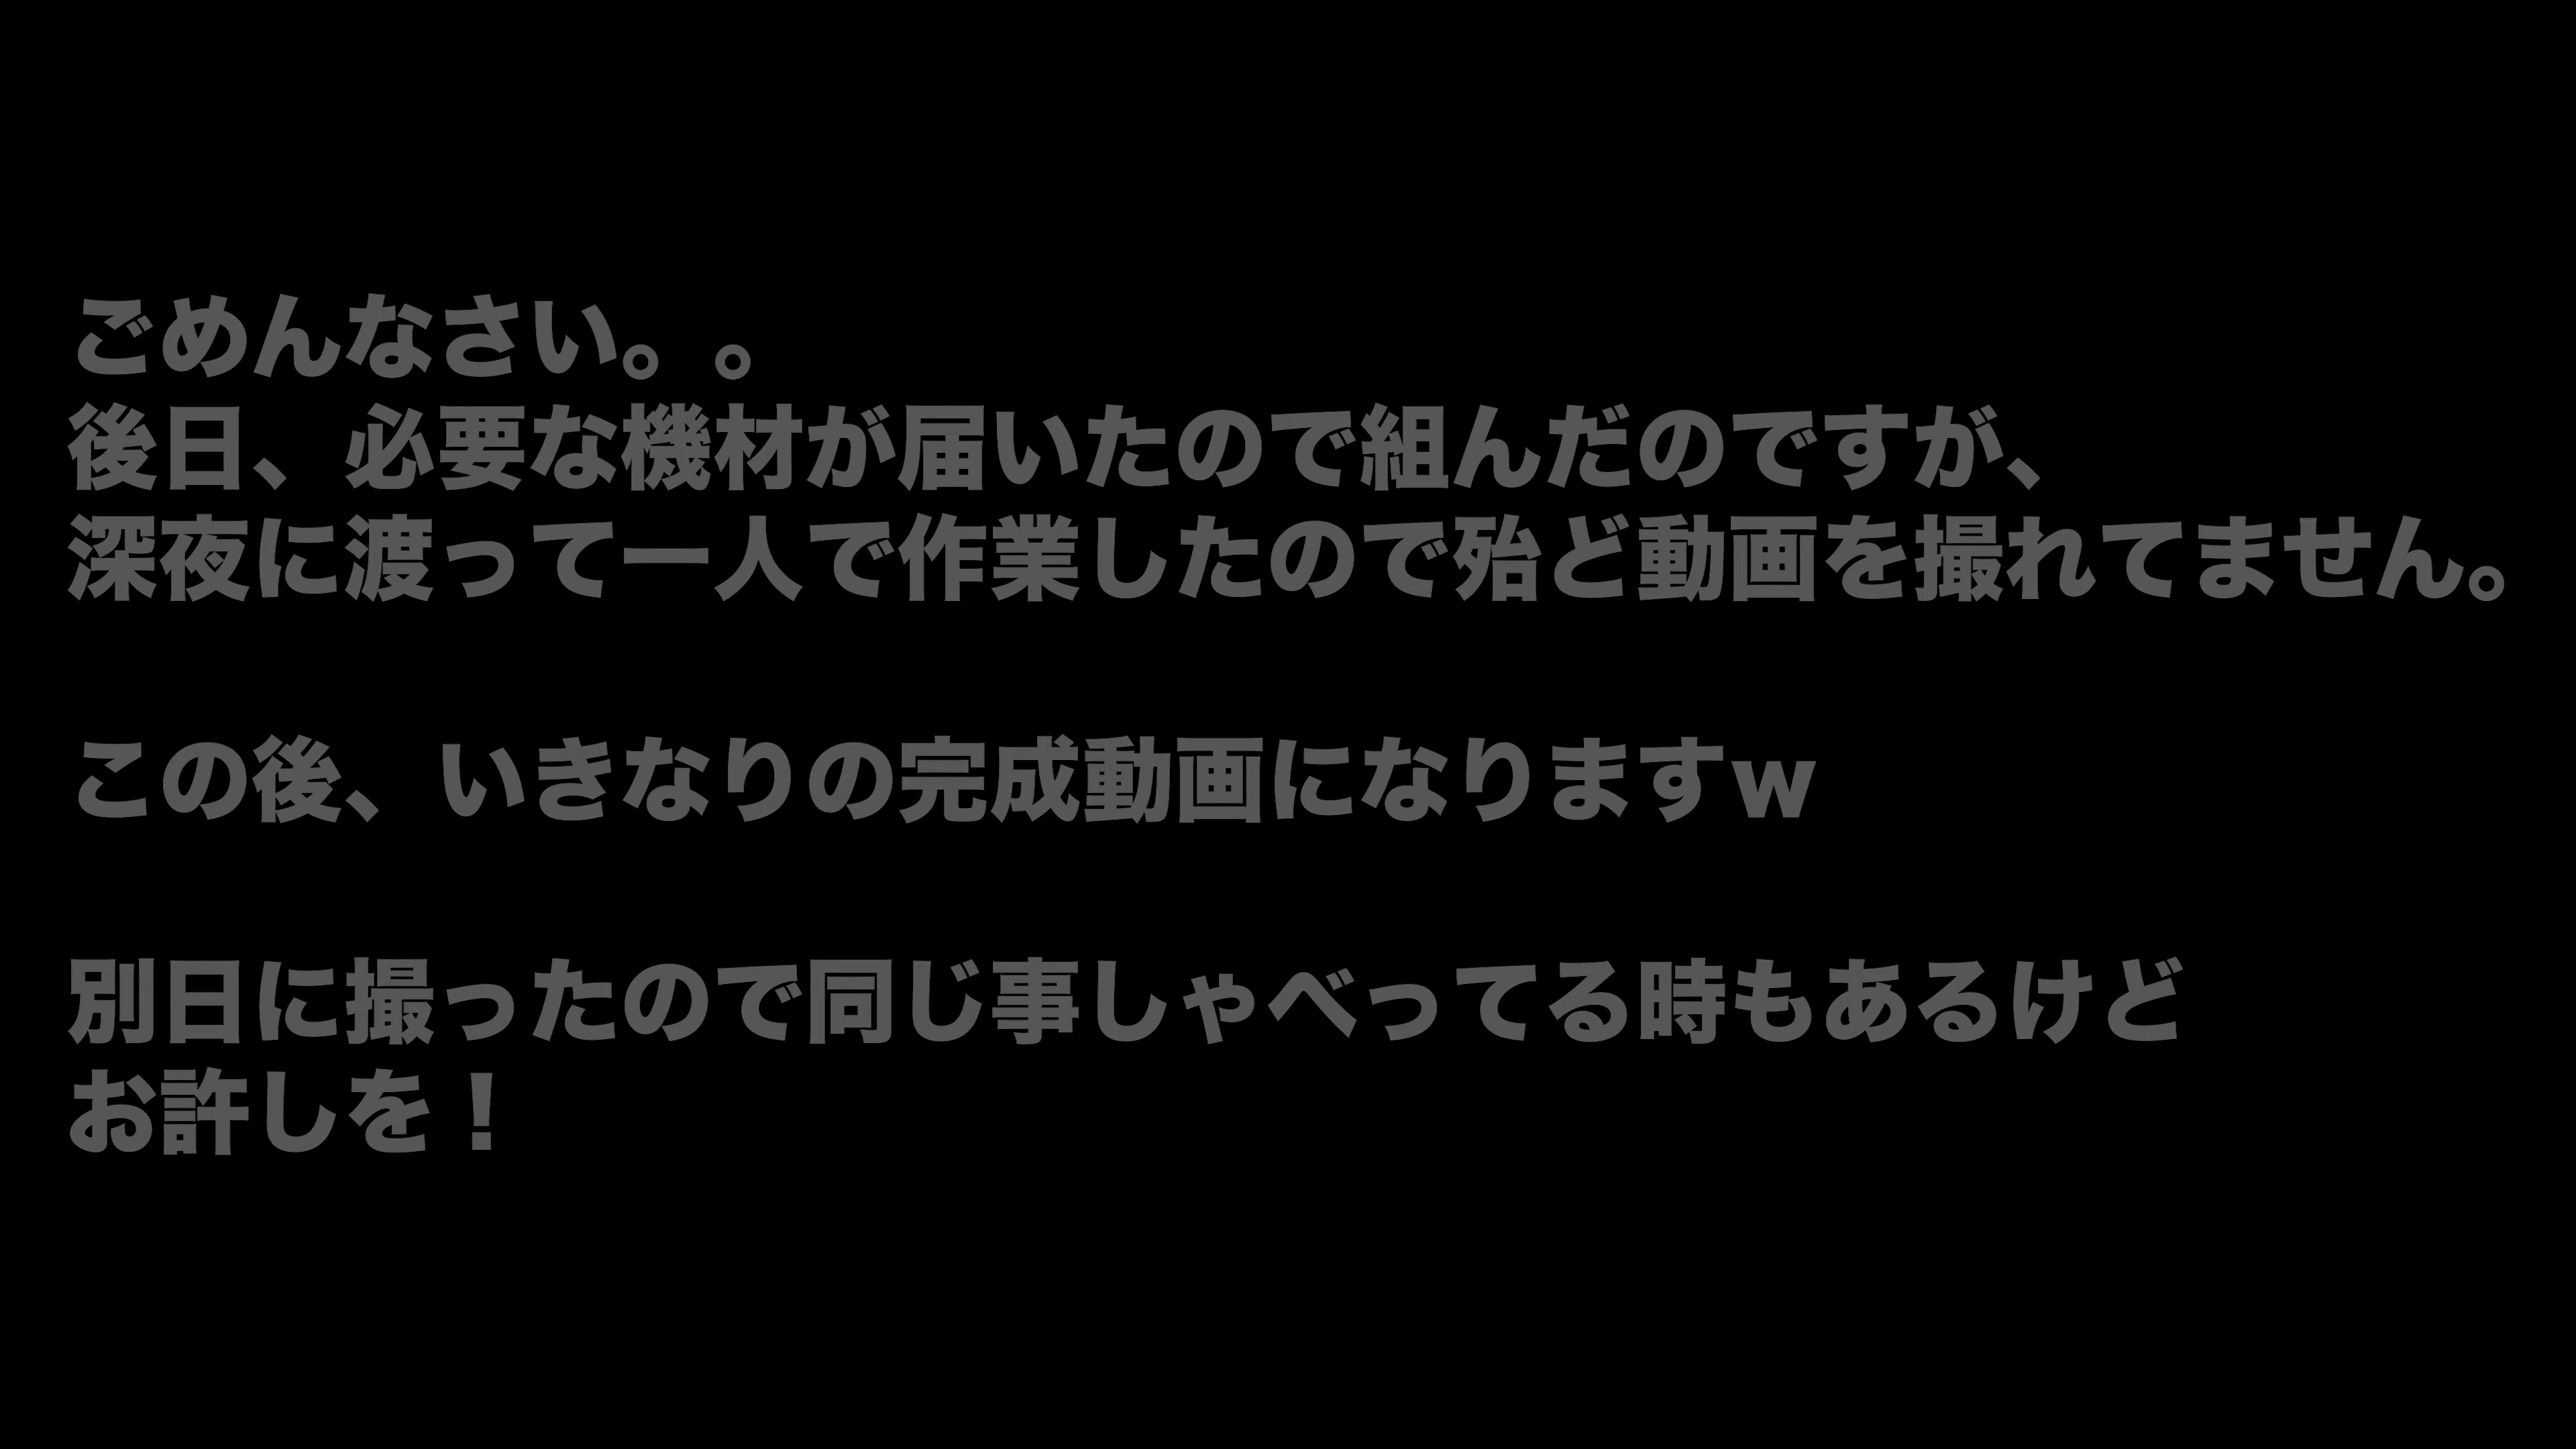 ごめんなさい。。
後日、必要な機材が届いたので組んだのですが、
深夜に渡って一人で作業したので殆ど動画を撮れてません。
この後、いきなりの完成動画になりますw
別日に撮ったので同じ事しゃべってる時もあるけど
お許しを！